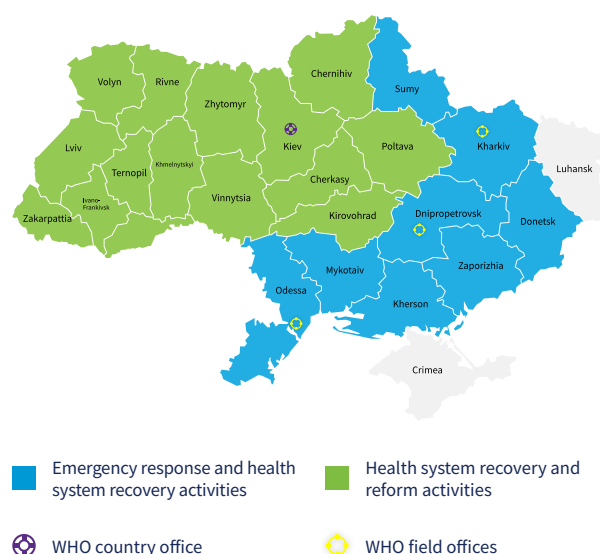 Chernihiv
Volyn
Rivne
Sumy
Zhytomyr
Kiev
Poltava
Kharkiv
Lviv
Khmelnytskyi
Ternopil
Luhansk
Cherkasy
Vinnytsia
Ivano-
Frankivsk
Zakarpattia
Kirovohrad
Dnipropetrovsk
Donetsk
Zaporizhia
Mykotaiv
Odessa
Kherson
Crimea
Emergency response and health
system recovery activities
Health system recovery and
reform activities
WHO country office
WHO field offices